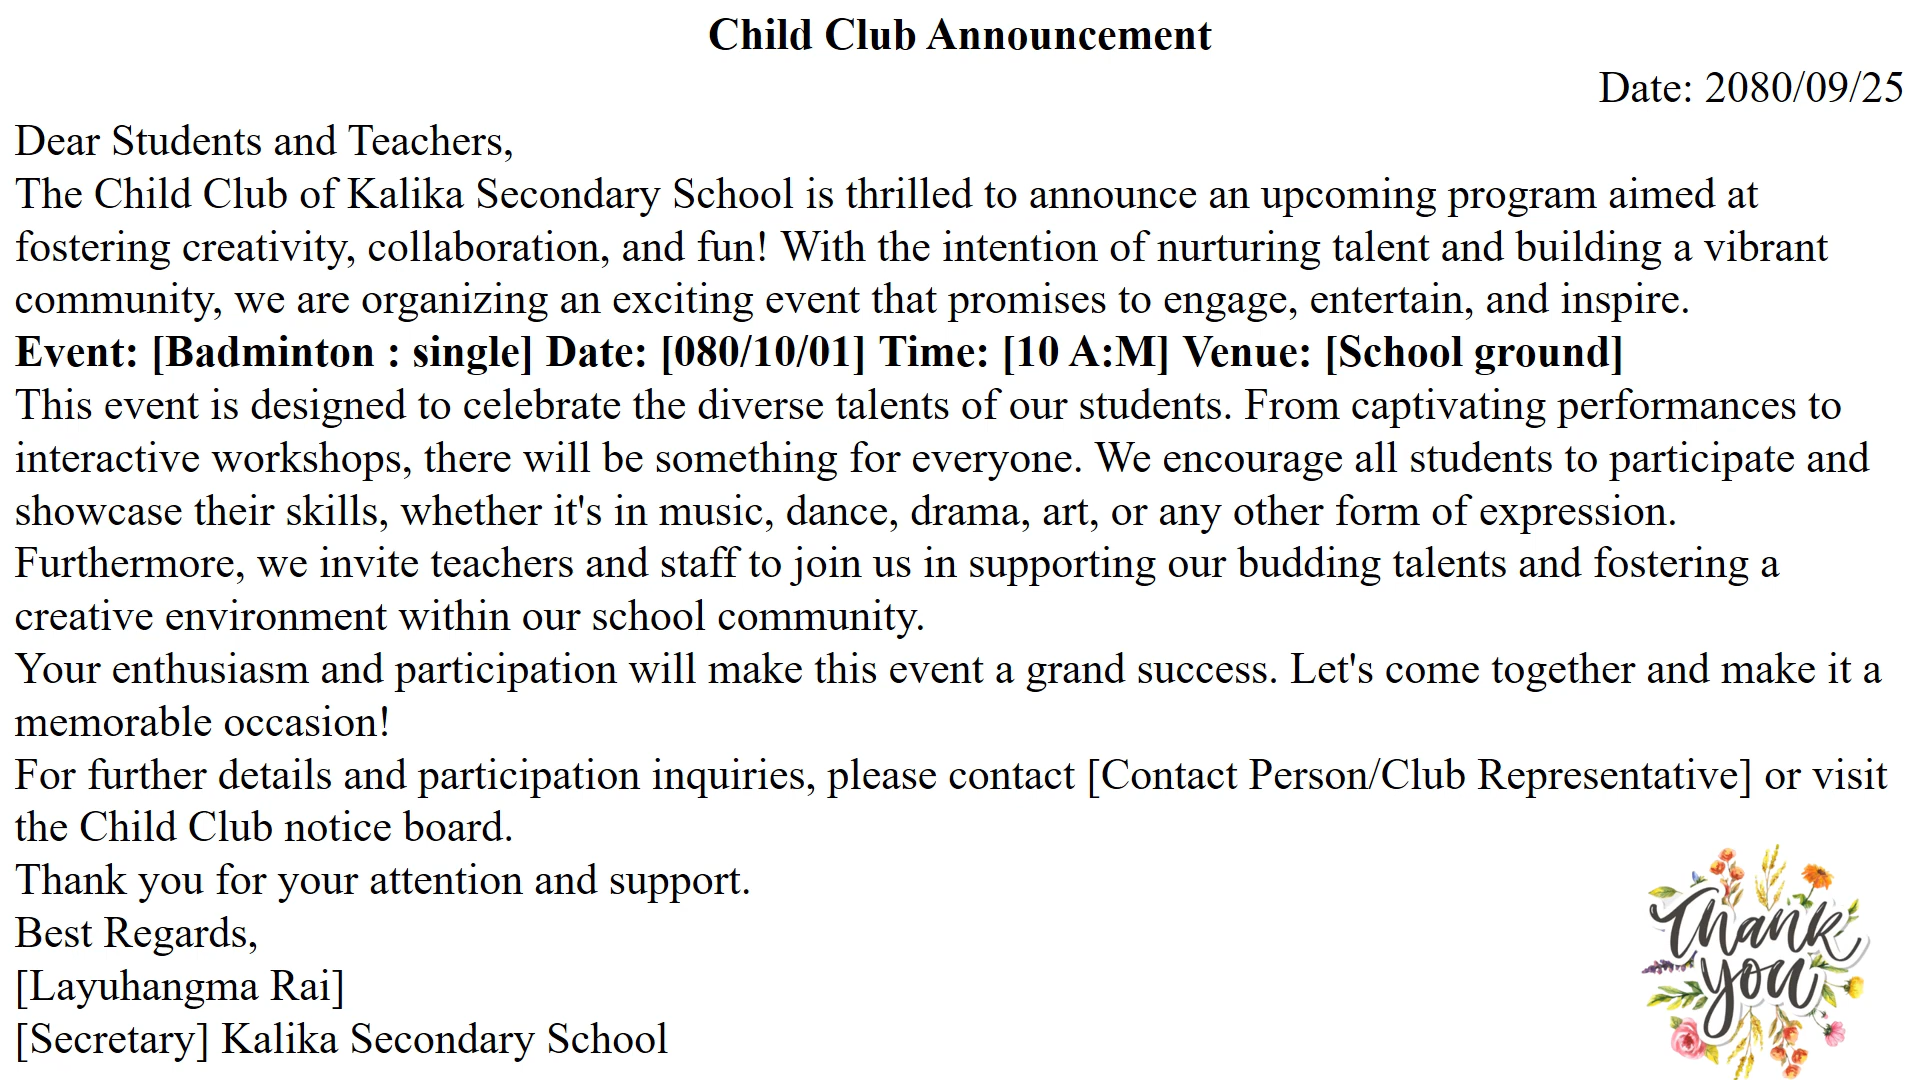 Child Club Announcement
Date: 2080/09/25
Dear Students and Teachers,
The Child Club of Kalika Secondary School is thrilled to announce an upcoming program aimed at
fostering creativity, collaboration, and fun! With the intention of nurturing talent and building a vibrant
community, we are organizing an exciting event that promises to engage, entertain, and inspire.
Event: [Badminton : single] Date: [080/10/01] Time: [10 A:M] Venue: [School ground]
This event is designed to celebrate the diverse talents of our students. From captivating performances to
interactive workshops, there will be something for everyone. We encourage all students to participate and
showcase their skills, whether it's in music, dance, drama, art, or any other form of expression.
Furthermore, we invite teachers and staff to join us in supporting our budding talents and fostering a
creative environment within our school community.
Your enthusiasm and participation will make this event a grand success. Let's come together and make it a
memorable occasion!
For further details and participation inquiries, please contact [Contact Person/Club Representative] or visit
the Child Club notice board.
Thank you for your attention and support.
Best Regards,
[Layuhangma Rai]
[Secretary] Kalika Secondary School
Thank
you